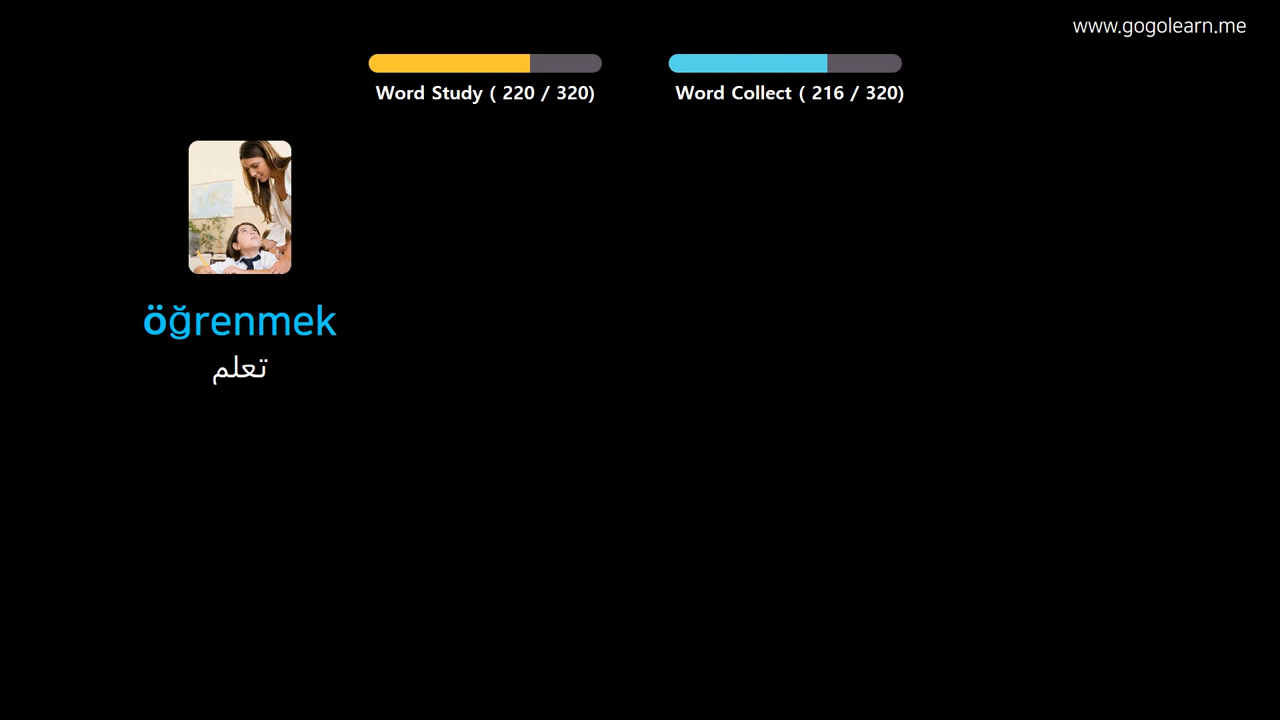 www.gogolearn.me
Word Study ( 220 / 320)
Word Collect ( 216 / 320)
öğrenmek
تعلم